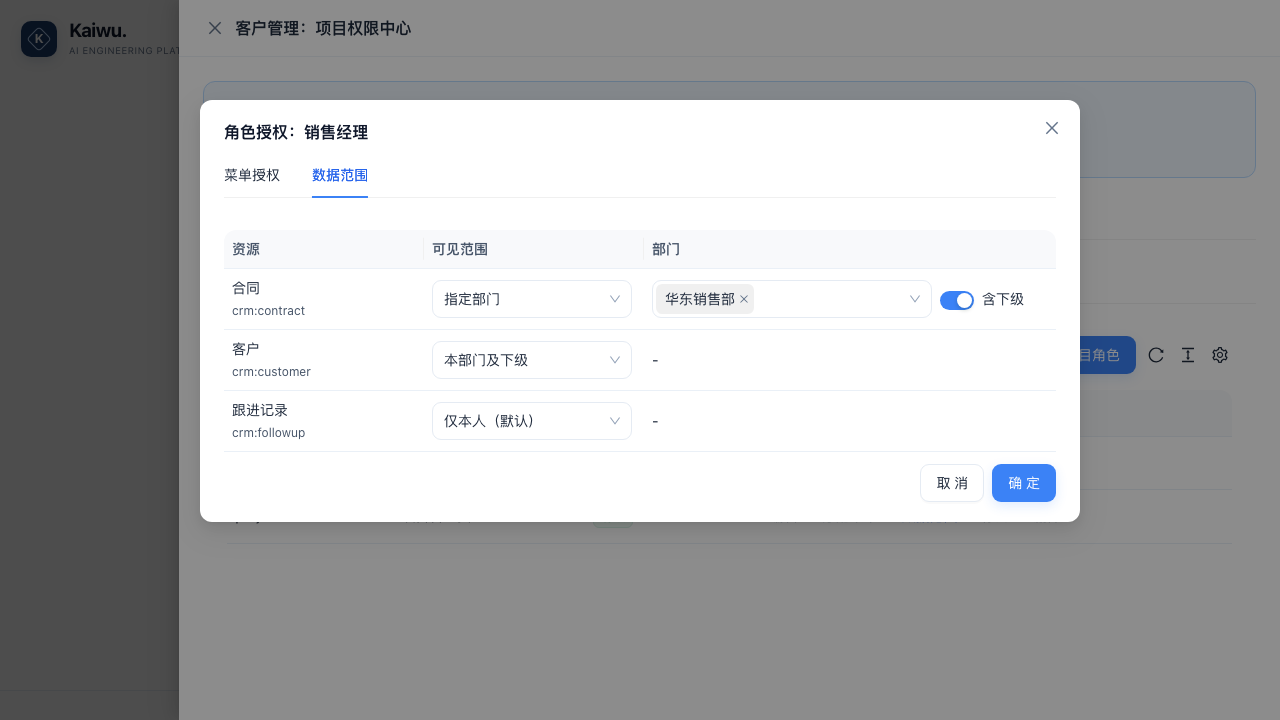 Kaiwu.
AI ENGINEERING PLAT
客户管理：项目权限中心
角色授权：销售经理
菜单授权
数据范围
资源
可见范围
部门
合同
crm:contract
指定部门
华东销售部
含下级
客户
crm:customer
本部门及下级
-
目角色
跟进记录
crm:followup
仅本人（默认）
-
取 消
确 定